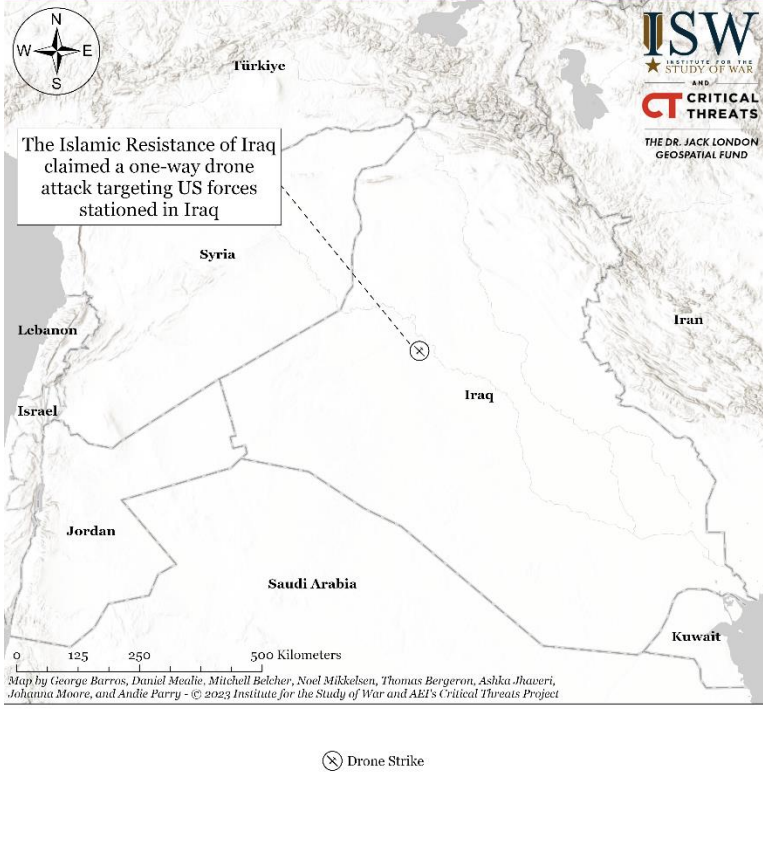 N
W E
S
Türkiye
ISW
INSTITUTE FOR THE
STUDY OF WAR
AND
CT CRITICAL
THREATS
THE DR. JACK LONDON
GEOSPATIAL FUND
The Islamic Resistance of Iraq
claimed a one-way drone
attack targeting US forces
stationed in Iraq
Syria
Lebanon
Iran
Iraq
Israel
Jordan
Saudi Arabia
Kuwait
0 125 250 500 Kilometers
Map by George Barros, Daniel Mealie, Mitchell Belcher, Noel Mikkelsen, Thomas Bergeron, Ashka Jhaveri,
Johanna Moore, and Andie Parry - © 2023 Institute for the Study of War and AEI's Critical Threats Project
Drone Strike